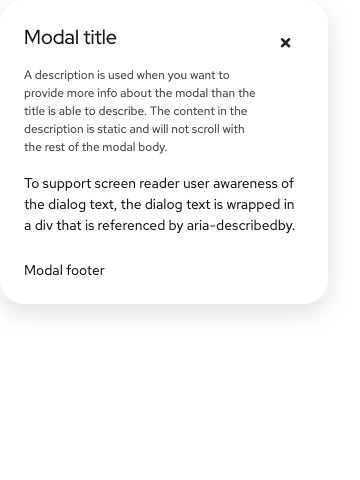 Modal title
A description is used when you want to
provide more info about the modal than the
title is able to describe. The content in the
description is static and will not scroll with
the rest of the modal body.
To support screen reader user awareness of
the dialog text, the dialog text is wrapped in
a div that is referenced by aria-describedby.
Modal footer